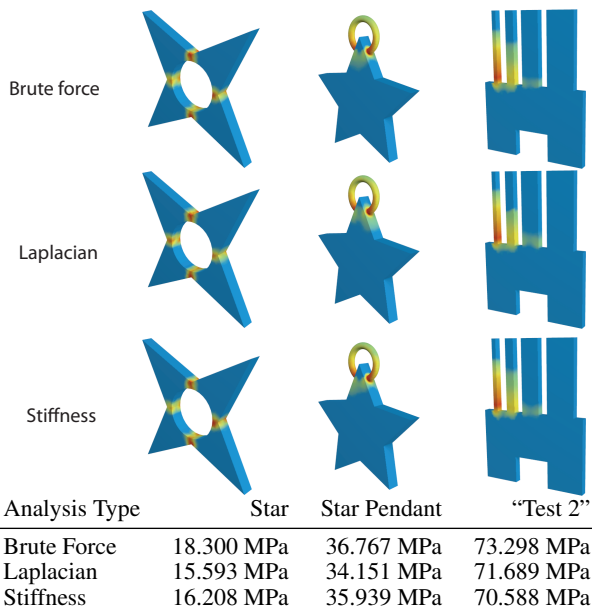 Brute force
Laplacian
Stiffness
Analysis Type Star Star Pendant “Test 2”
Brute Force 18.300 MPa 36.767 MPa 73.298 MPa
Laplacian 15.593 MPa 34.151 MPa 71.689 MPa
Stiffness 16.208 MPa 35.939 MPa 70.588 MPa